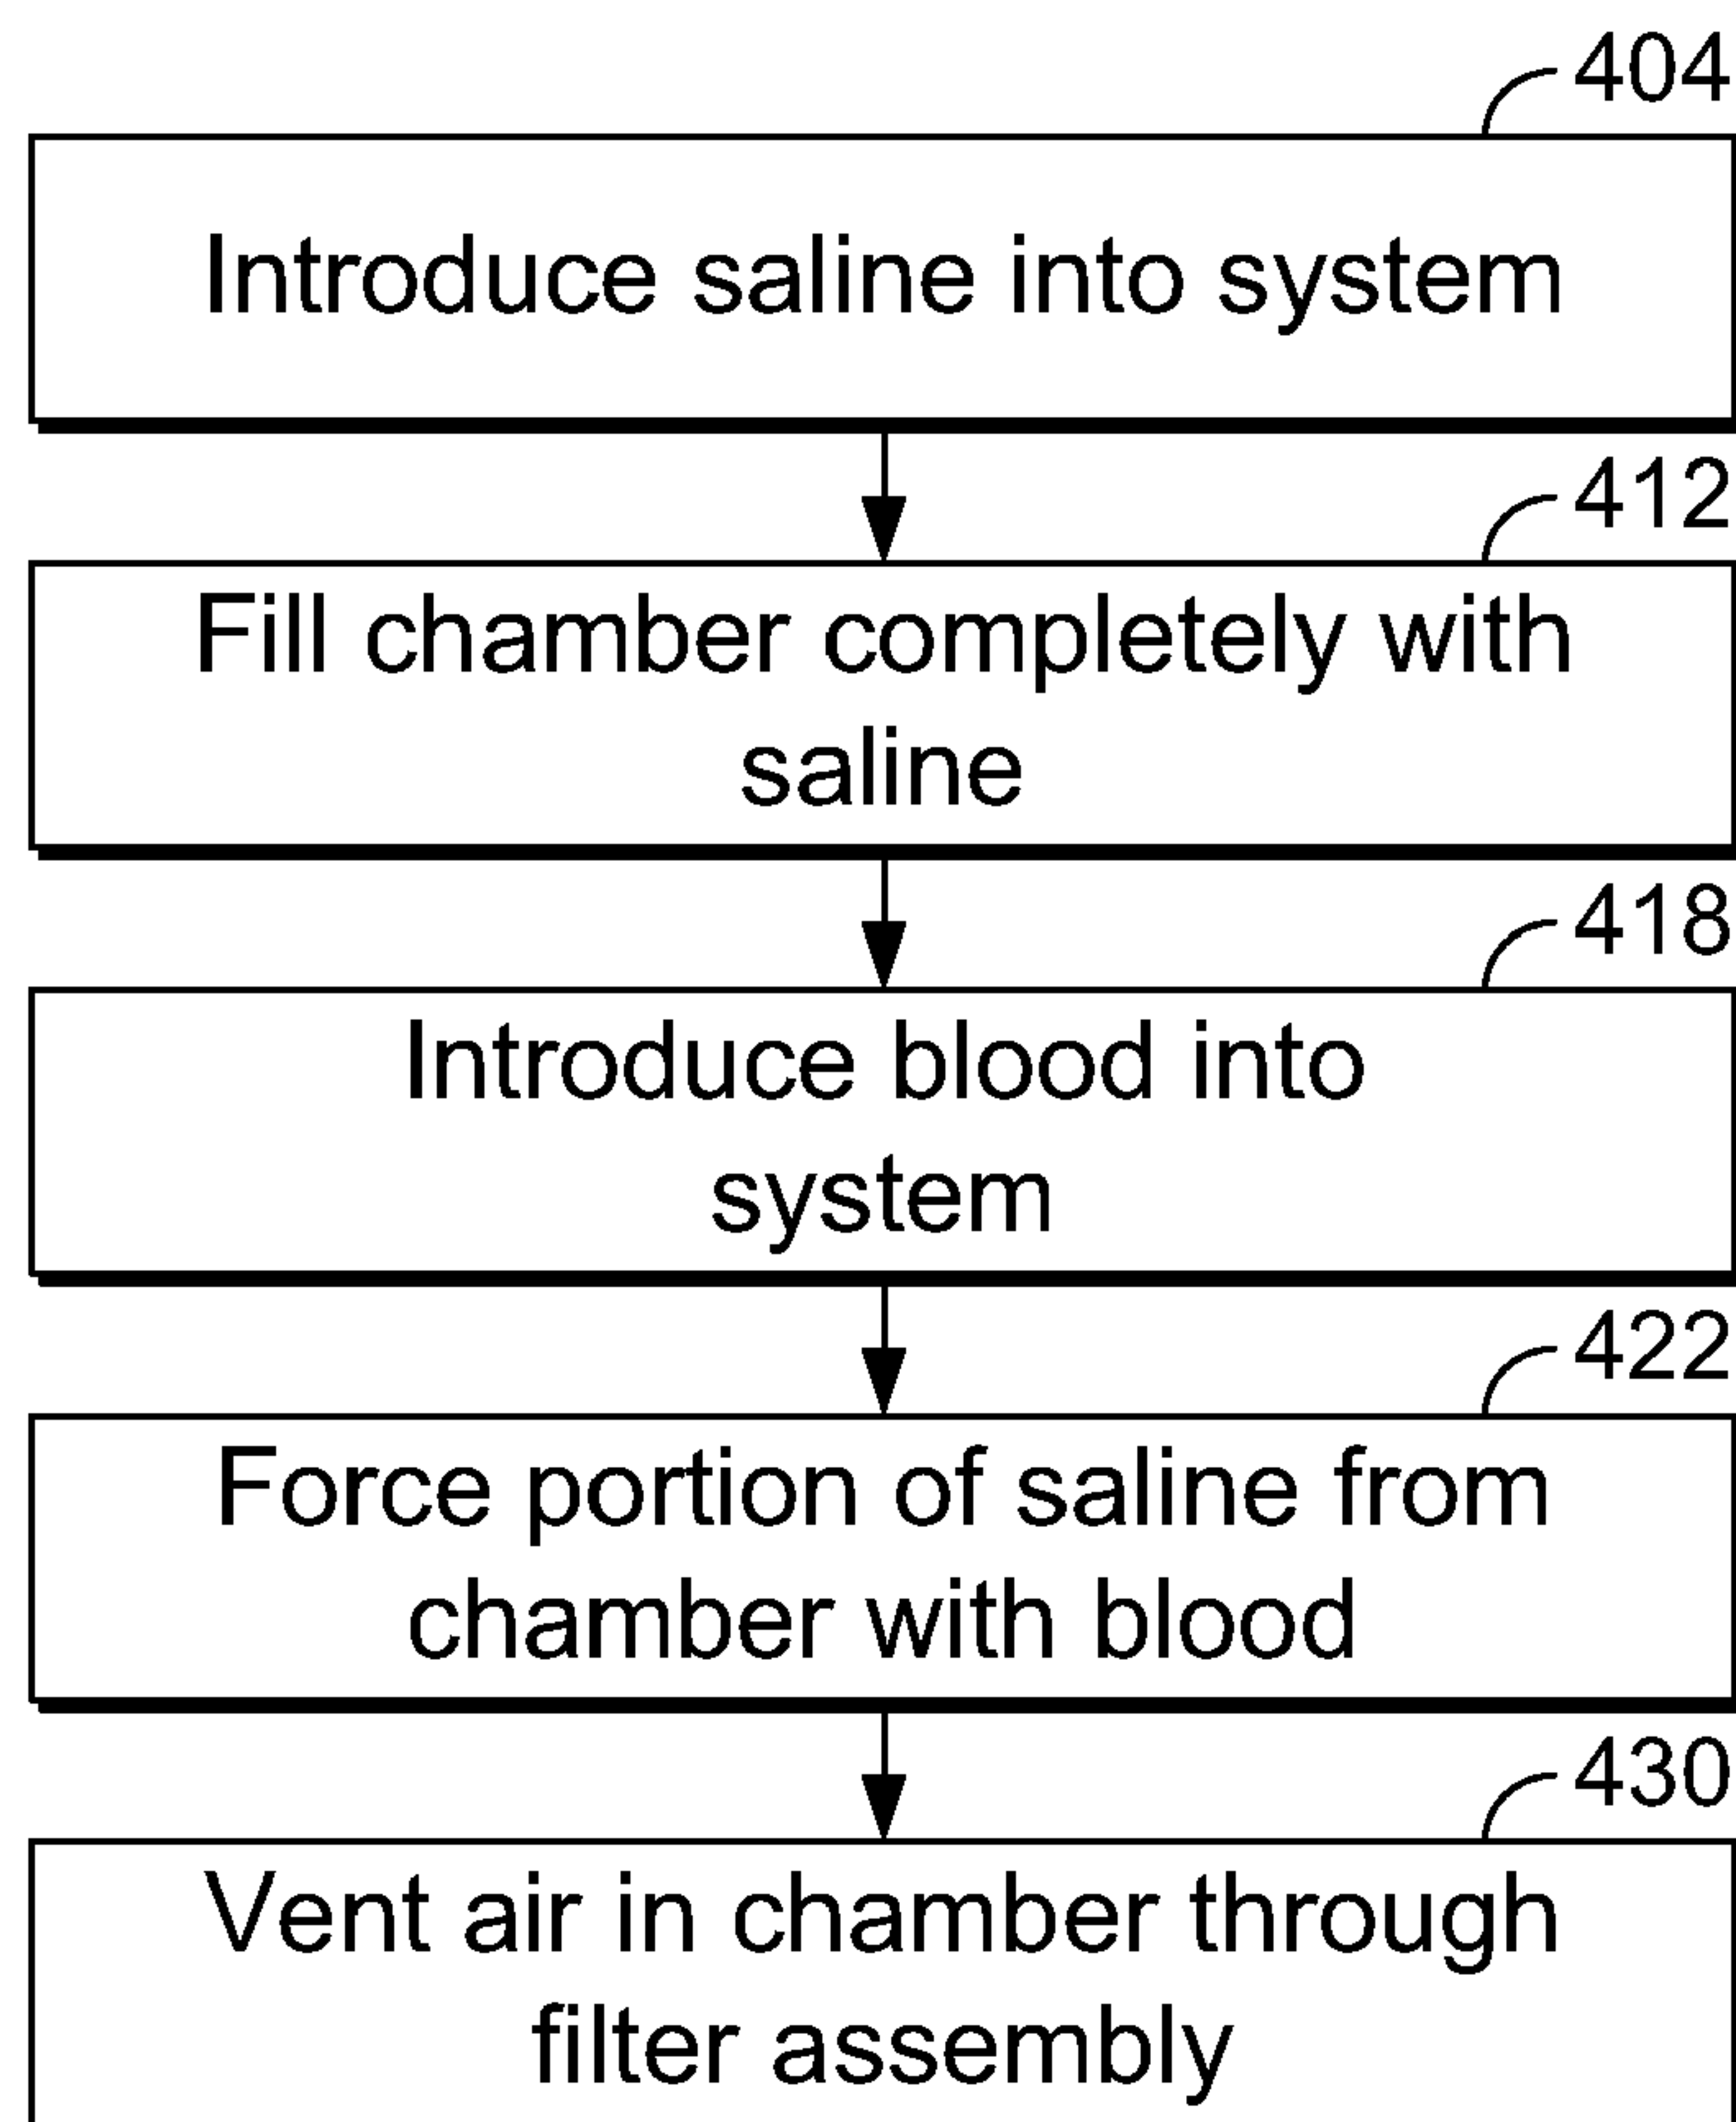 404
Introduce saline into system
412
Fill chamber completely with
saline
418
Introduce blood into
system
422
Force portion of saline from
chamber with blood
430
Vent air in chamber through
filter assembly